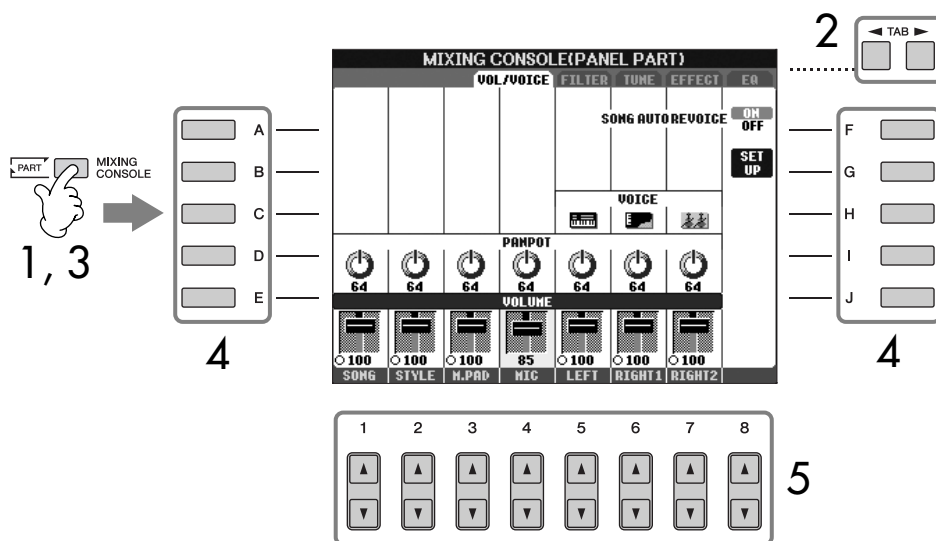 2
◄ TAB ►
MIXING CONSOLE(PANEL PART)
VOL/VOICE FILTER TUNE EFFECT EQ
SONG AUTO REVOICE ON
OFF
SET
UP
A
B
C
D
E
F
G
H
I
J
PART
MIXING
CONSOLE
1, 3
4
4
VOICE
PANPOT
64 64 64 64 64 64 64
VOLUME
100 100 100 85 100 100 100
SONG STYLE M.PAD MIC LEFT RIGHT1 RIGHT2
1 2 3 4 5 6 7 8
5